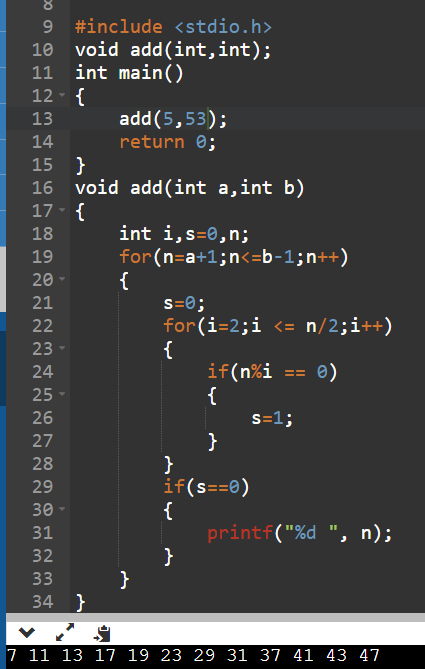 8
9 #include <stdio.h>
10 void add(int,int);
11 int main()
12 {
13     add(5,53);
14     return 0;
15 }
16 void add(int a,int b)
17 {
18     int i,s=0,n;
19     for(n=a+1;n<=b-1;n++)
20     {
21         s=0;
22         for(i=2;i <= n/2;i++)
23         {
24             if(n%i == 0)
25             {
26                 s=1;
27             }
28         }
29         if(s==0)
30         {
31             printf("%d ", n);
32         }
33     }
34 }
7 11 13 17 19 23 29 31 37 41 43 47